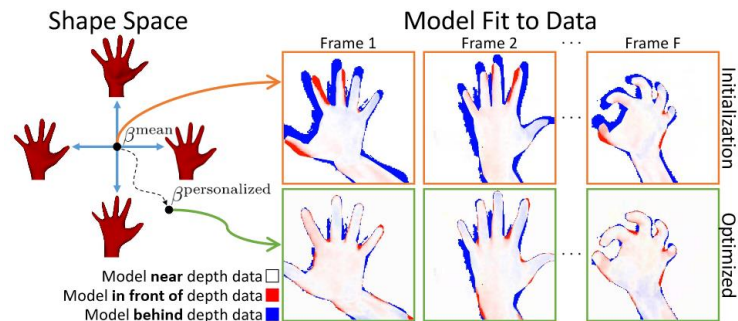 Shape Space
Model Fit to Data
Frame 1
Frame 2
···
Frame F
β^mean
β^personalized
Initialization
···
Optimized
···
Model near depth data
Model in front of depth data
Model behind depth data